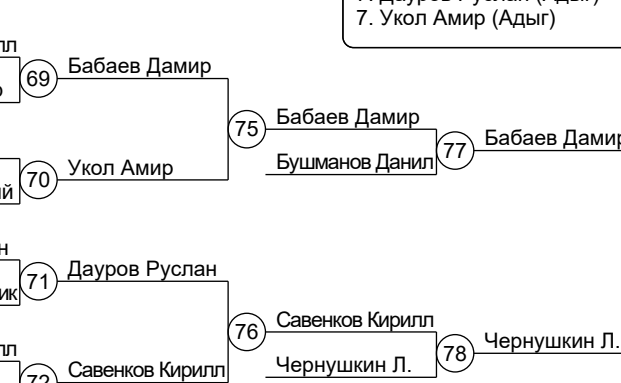 7. Укол Амир (Адыг)
69
Бабаев Дамир
75
Бабаев Дамир
Бушманов Данил
77
Бабаев Дамир
70
Укол Амир
71
Дауров Руслан
76
Савенков Кирилл
Чернушкин Л.
78
Чернушкин Л.
72
Савенков Кирилл